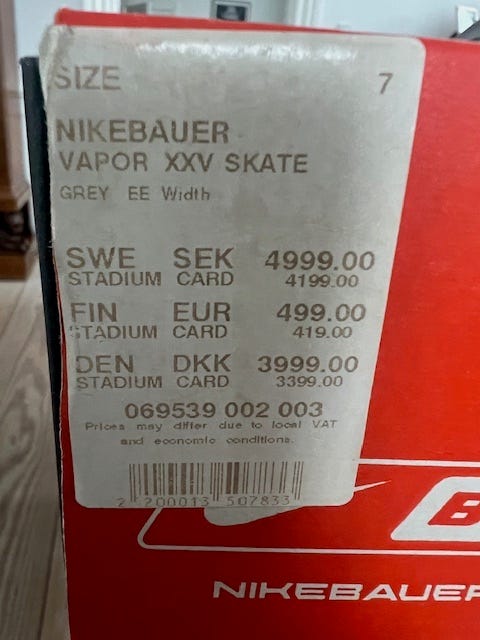 SIZE 7
NIKEBAUER
VAPOR XXV SKATE
GREY EE Width
SWE SEK 4999.00
STADIUM CARD 4199.00
FIN EUR 499.00
STADIUM CARD 419.00
DEN DKK 3999.00
STADIUM CARD 3399.00
069539 002 003
Prices may differ due to local VAT
and economic conditions.
2 200013 507833
B
NIKEBAUER